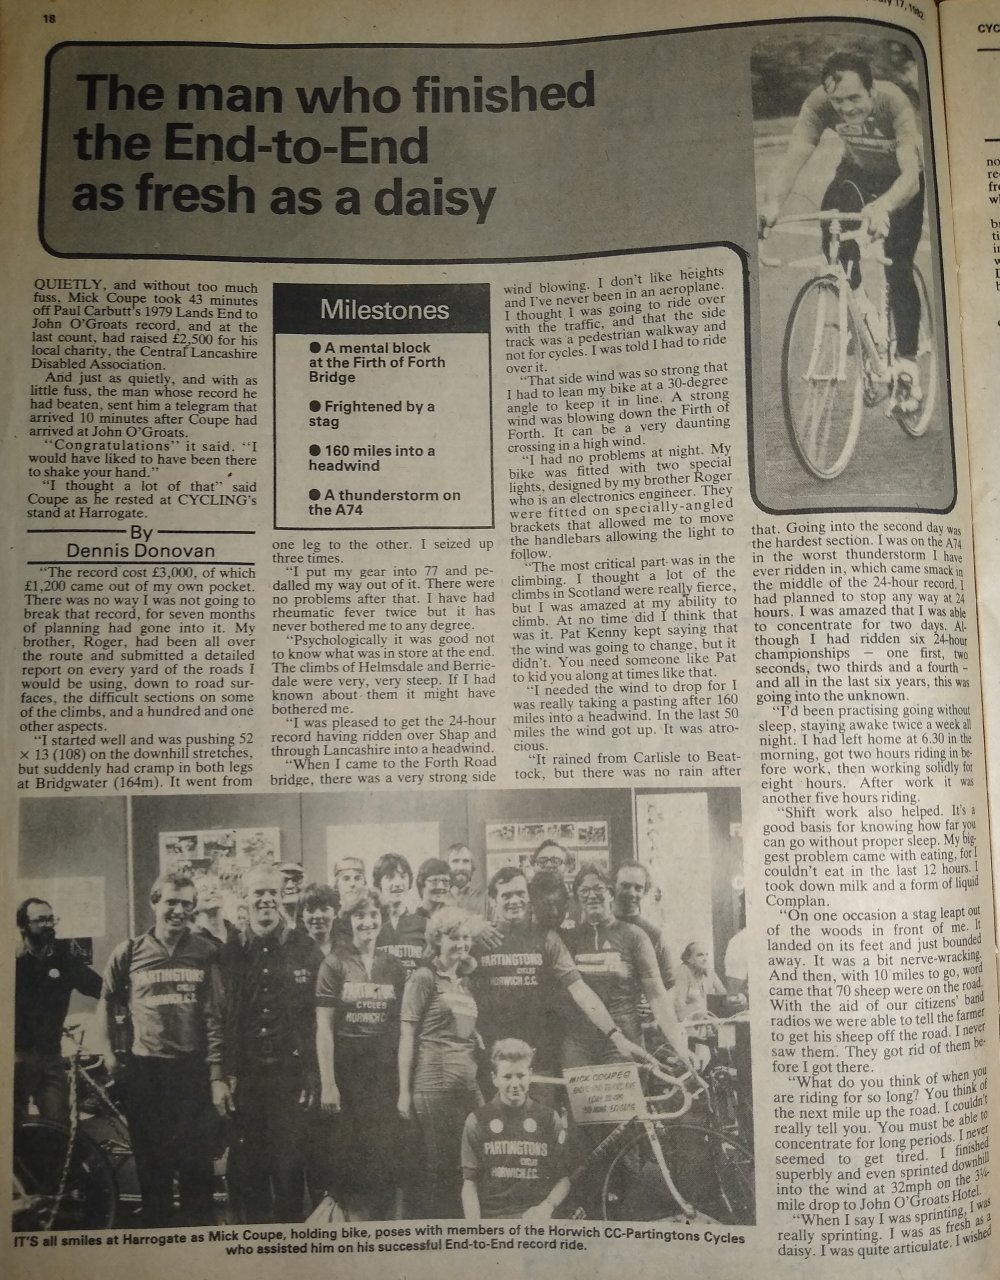 18
17, 1982
CYC
The man who finished
the End-to-End
as fresh as a daisy
QUIETLY, and without too much
fuss, Mick Coupe took 43 minutes
off Paul Carbutt's 1979 Lands End to
John O'Groats record, and at the
last count, had raised £2,500 for his
local charity, the Central Lancashire
Disabled Association.
And just as quietly, and with as
little fuss, the man whose record he
had beaten, sent him a telegram that
arrived 10 minutes after Coupe had
arrived at John O'Groats.
"Congratulations" it said. "I
would have liked to have been there
to shake your hand."
"I thought a lot of that" said
Coupe as he rested at CYCLING's
stand at Harrogate.
By
Dennis Donovan
"The record cost £3,000, of which
£1,200 came out of my own pocket.
There was no way I was not going to
break that record, for seven months
of planning had gone into it. My
brother, Roger, had been all over
the route and submitted a detailed
report on every yard of the roads I
would be using, down to road sur-
faces, the difficult sections on some
of the climbs, and a hundred and one
other aspects.
"I started well and was pushing 52
× 13 (108) on the downhill stretches,
but suddenly had cramp in both legs
at Bridgwater (164m). It went from
Milestones
● A mental block
at the Firth of Forth
Bridge
● Frightened by a
stag
● 160 miles into a
headwind
● A thunderstorm on
the A74
one leg to the other. I seized up
three times.
"I put my gear into 77 and pe-
dalled my way out of it. There were
no problems after that. I have had
rheumatic fever twice but it has
never bothered me to any degree.
"Psychologically it was good not
to know what was in store at the end.
The climbs of Helmsdale and Berrie-
dale were very, very steep. If I had
known about them it might have
bothered me.
"I was pleased to get the 24-hour
record having ridden over Shap and
through Lancashire into a headwind.
"When I came to the Forth Road
bridge, there was a very strong side
wind blowing. I don't like heights
and I've never been in an aeroplane.
I thought I was going to ride over
with the traffic, and that the side
track was a pedestrian walkway and
not for cycles. I was told I had to ride
over it.
"That side wind was so strong that
I had to lean my bike at a 30-degree
angle to keep it in line. A strong
wind was blowing down the Firth of
Forth. It can be a very daunting
crossing in a high wind.
"I had no problems at night. My
bike was fitted with two special
lights, designed by my brother Roger
who is an electronics engineer. They
were fitted on specially-angled
brackets that allowed me to move
the handlebars allowing the light to
follow.
"The most critical part was in the
climbing. I thought a lot of the
climbs in Scotland were really fierce,
but I was amazed at my ability to
climb. At no time did I think that
was it. Pat Kenny kept saying that
the wind was going to change, but it
didn't. You need someone like Pat
to kid you along at times like that.
"I needed the wind to drop for I
was really taking a pasting after 160
miles into a headwind. In the last 50
miles the wind got up. It was atro-
cious.
"It rained from Carlisle to Beat-
tock, but there was no rain after
that. Going into the second day was
the hardest section. I was on the A74
in the worst thunderstorm I have
ever ridden in, which came smack in
the middle of the 24-hour record. I
had planned to stop any way at 24
hours. I was amazed that I was able
to concentrate for two days. Al-
though I had ridden six 24-hour
championships — one first, two
seconds, two thirds and a fourth -
and all in the last six years, this was
going into the unknown.
"I'd been practising going without
sleep, staying awake twice a week all
night. I had left home at 6.30 in the
morning, got two hours riding in be-
fore work, then working solidly for
eight hours. After work it was
another five hours riding.
"Shift work also helped. It's a
good basis for knowing how far you
can go without proper sleep. My big-
gest problem came with eating, for I
couldn't eat in the last 12 hours. I
took down milk and a form of liquid
Complan.
"On one occasion a stag leapt out
of the woods in front of me. It
landed on its feet and just bounded
away. It was a bit nerve-wracking.
And then, with 10 miles to go, word
came that 70 sheep were on the road.
With the aid of our citizens' band
radios we were able to tell the farmer
to get his sheep off the road. I never
saw them. They got rid of them be-
fore I got there.
"What do you think of when you
are riding for so long? You think of
the next mile up the road. I couldn't
really tell you. You must be able to
concentrate for long periods. I never
seemed to get tired. I finished
superbly and even sprinted downhill
into the wind at 32mph on the 3¼-
mile drop to John O'Groats Hotel.
"When I say I was sprinting, I was
really sprinting. I was as fresh as a
daisy. I was quite articulate. I wished
PARTINGTONS
CYCLES
HORWICH C.C.
PARTINGTONS
CYCLES
HORWICH C
PARTINGTONS
CYCLES
HORWICH.C.C.
MICK COUPES
PARTINGTONS
CYCLES
HORWICH.C.C.
IT'S all smiles at Harrogate as Mick Coupe, holding bike, poses with members of the Horwich CC-Partingtons Cycles
who assisted him on his successful End-to-End record ride.